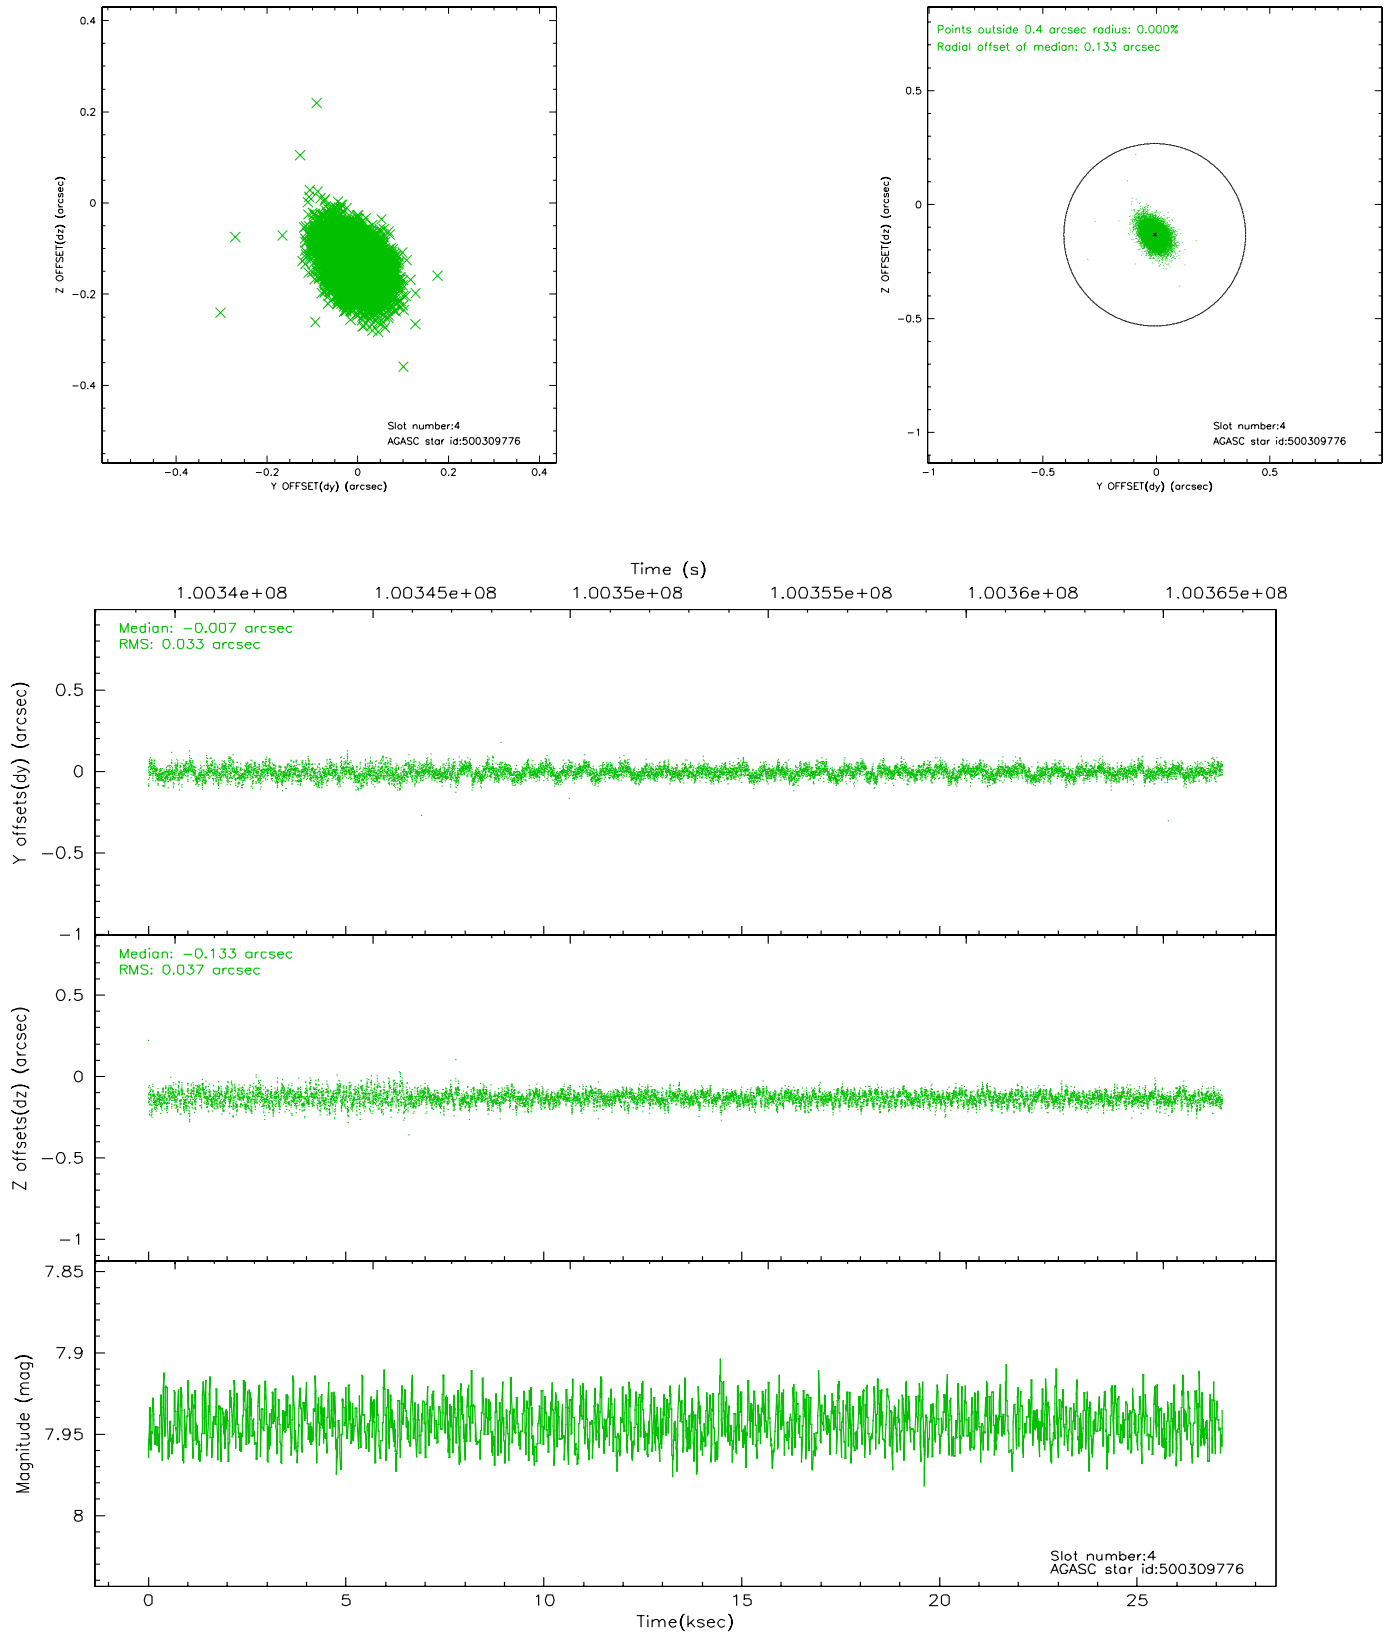 0.4
0.2
0
−0.2
−0.4
Z OFFSET(dz) (arcsec)
Slot number:4
AGASC star id:500309776
−0.4 −0.2 0 0.2 0.4
Y OFFSET(dy) (arcsec)
Points outside 0.4 arcsec radius: 0.000%
Radial offset of median: 0.133 arcsec
0.5
0
−0.5
−1
Z OFFSET(dz) (arcsec)
Slot number:4
AGASC star id:500309776
−1 −0.5 0 0.5
Y OFFSET(dy) (arcsec)
Time (s)
1.0034e+08 1.00345e+08 1.0035e+08 1.00355e+08 1.0036e+08 1.00365e+08
Median: −0.007 arcsec
RMS: 0.033 arcsec
0.5
0
−0.5
−1
Y offsets(dy) (arcsec)
Median: −0.133 arcsec
RMS: 0.037 arcsec
0.5
0
−0.5
−1
Z offsets(dz) (arcsec)
7.85
7.9
7.95
8
Magnitude (mag)
Slot number:4
AGASC star id:500309776
0 5 10 15 20 25
Time(ksec)